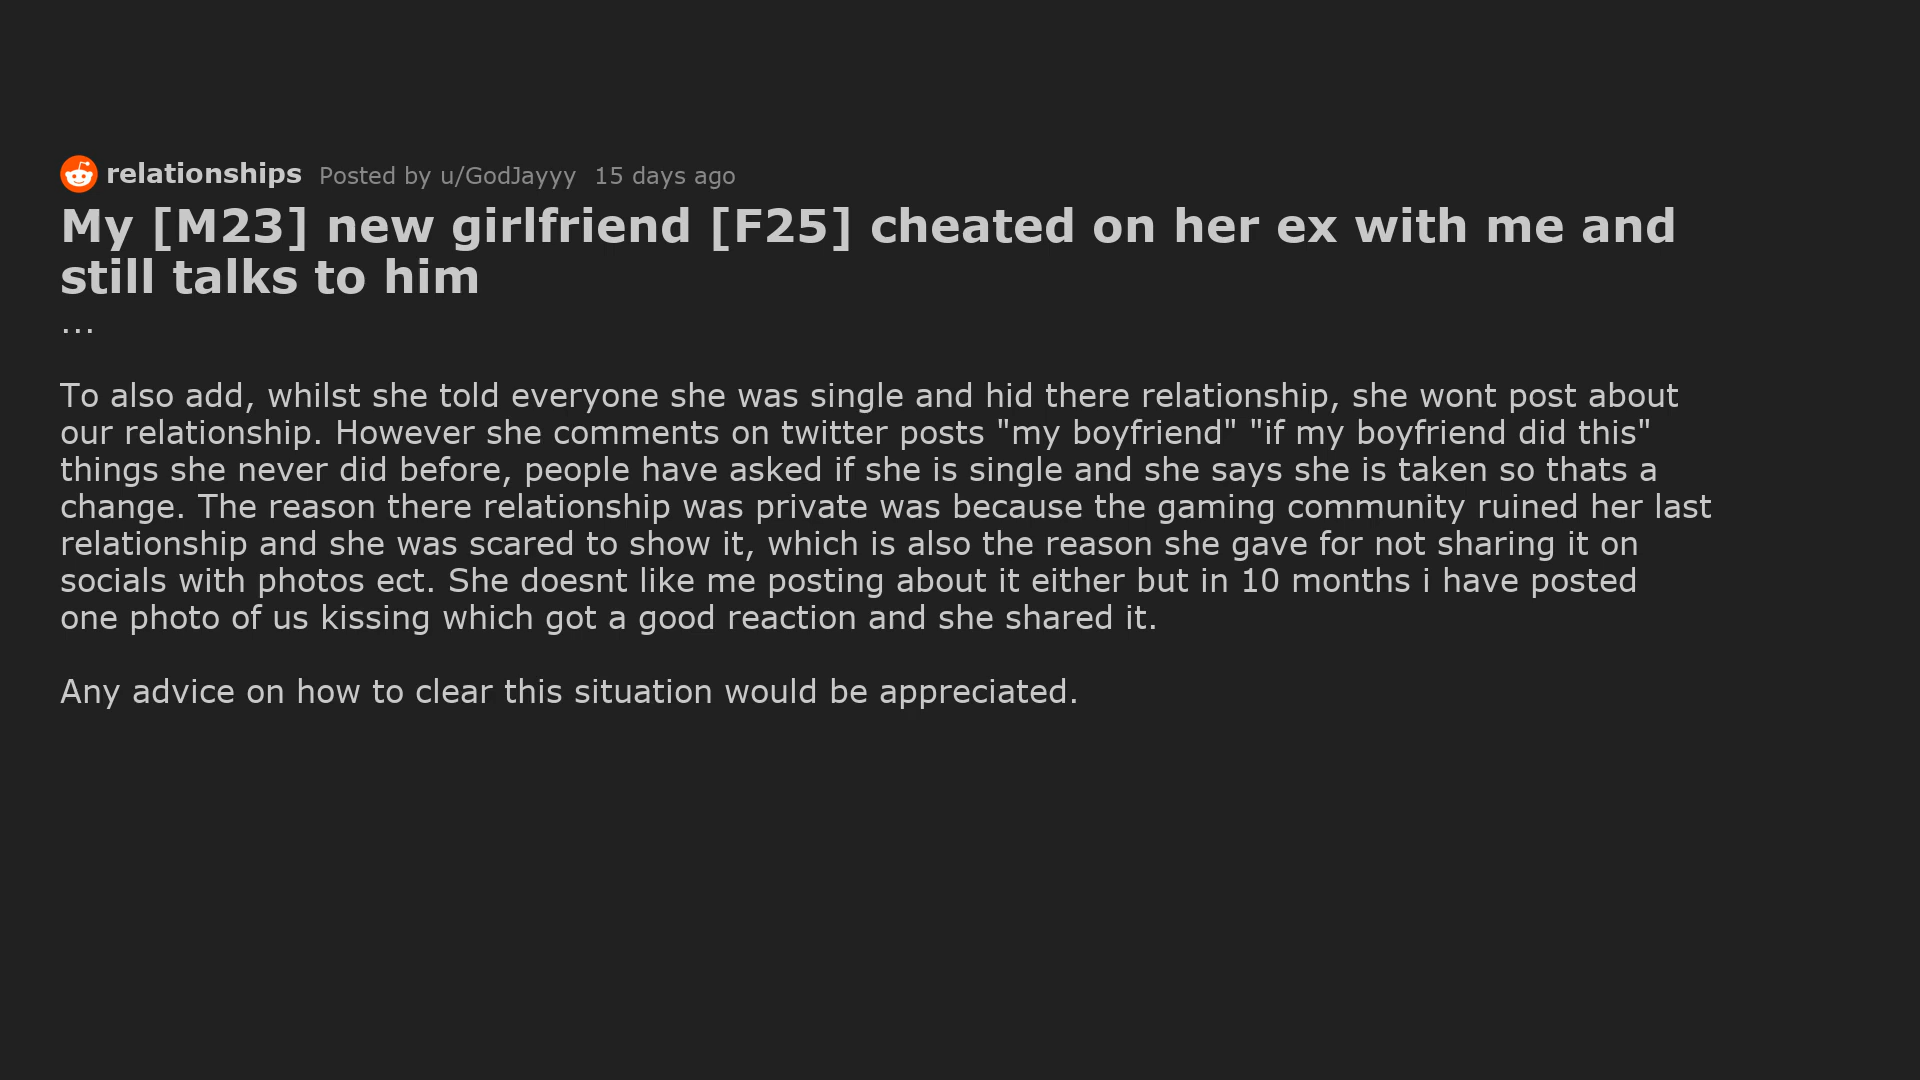 relationships Posted by u/GodJayyy 15 days ago
My [M23] new girlfriend [F25] cheated on her ex with me and
still talks to him
...
To also add, whilst she told everyone she was single and hid there relationship, she wont post about
our relationship. However she comments on twitter posts "my boyfriend" "if my boyfriend did this"
things she never did before, people have asked if she is single and she says she is taken so thats a
change. The reason there relationship was private was because the gaming community ruined her last
relationship and she was scared to show it, which is also the reason she gave for not sharing it on
socials with photos ect. She doesnt like me posting about it either but in 10 months i have posted
one photo of us kissing which got a good reaction and she shared it.
Any advice on how to clear this situation would be appreciated.